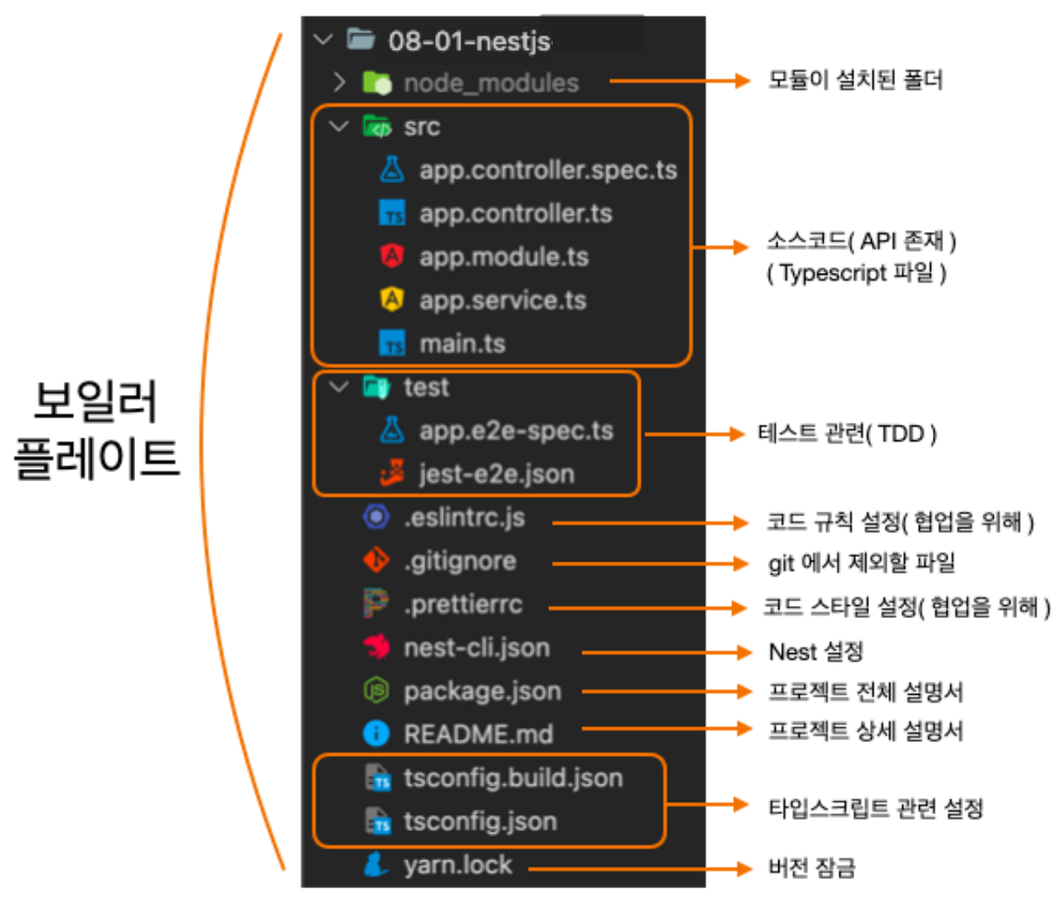 08-01-nestjs
node_modules
모듈이 설치된 폴더
src
app.controller.spec.ts
app.controller.ts
app.module.ts
app.service.ts
main.ts
소스코드( API 존재 )
( Typescript 파일 )
보일러
플레이트
test
app.e2e-spec.ts
jest-e2e.json
테스트 관련( TDD )
.eslintrc.js
코드 규칙 설정( 협업을 위해 )
.gitignore
git 에서 제외할 파일
.prettierrc
코드 스타일 설정( 협업을 위해 )
nest-cli.json
Nest 설정
package.json
프로젝트 전체 설명서
README.md
프로젝트 상세 설명서
tsconfig.build.json
tsconfig.json
타입스크립트 관련 설정
yarn.lock
버전 잠금